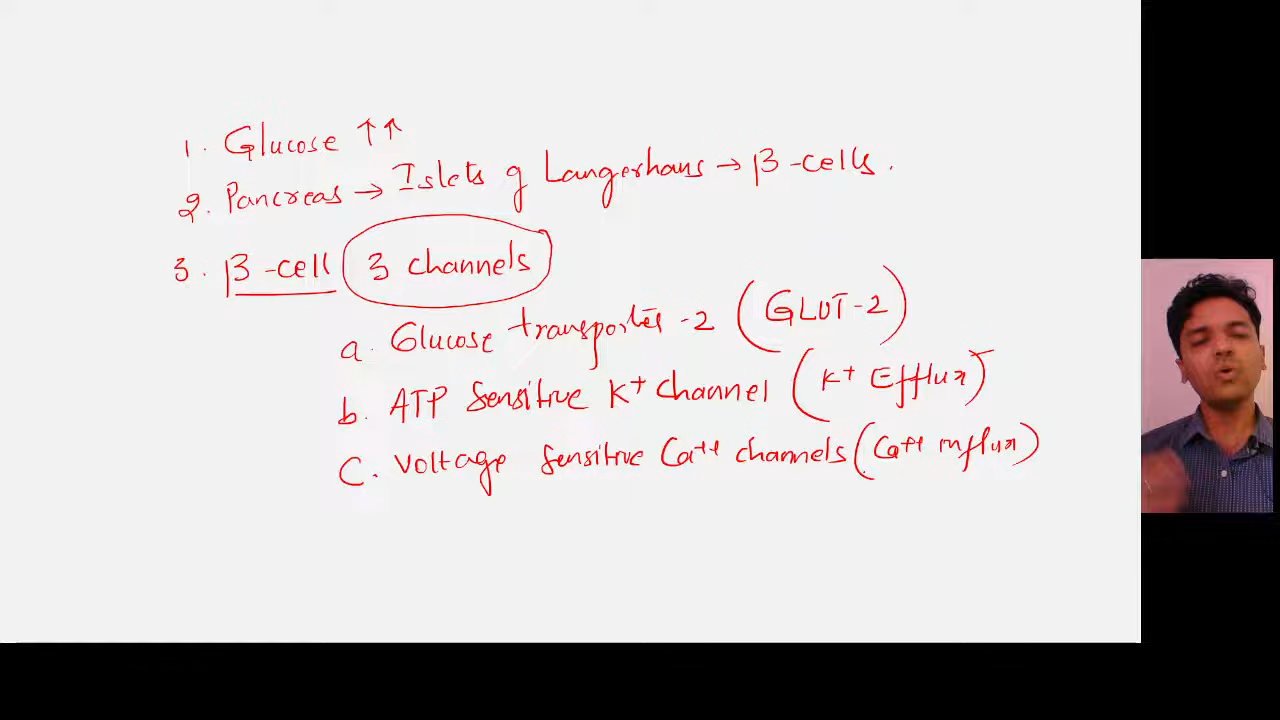 1. Glucose ↑↑
2. Pancreas → Islets of Langerhans → β-cells.
3. β-cell 3 channels
a. Glucose transporter -2 (GLUT-2)
b. ATP Sensitive K+ channel (K+ Efflux)
C. Voltage Sensitive Ca++ channels (Ca++ influx)